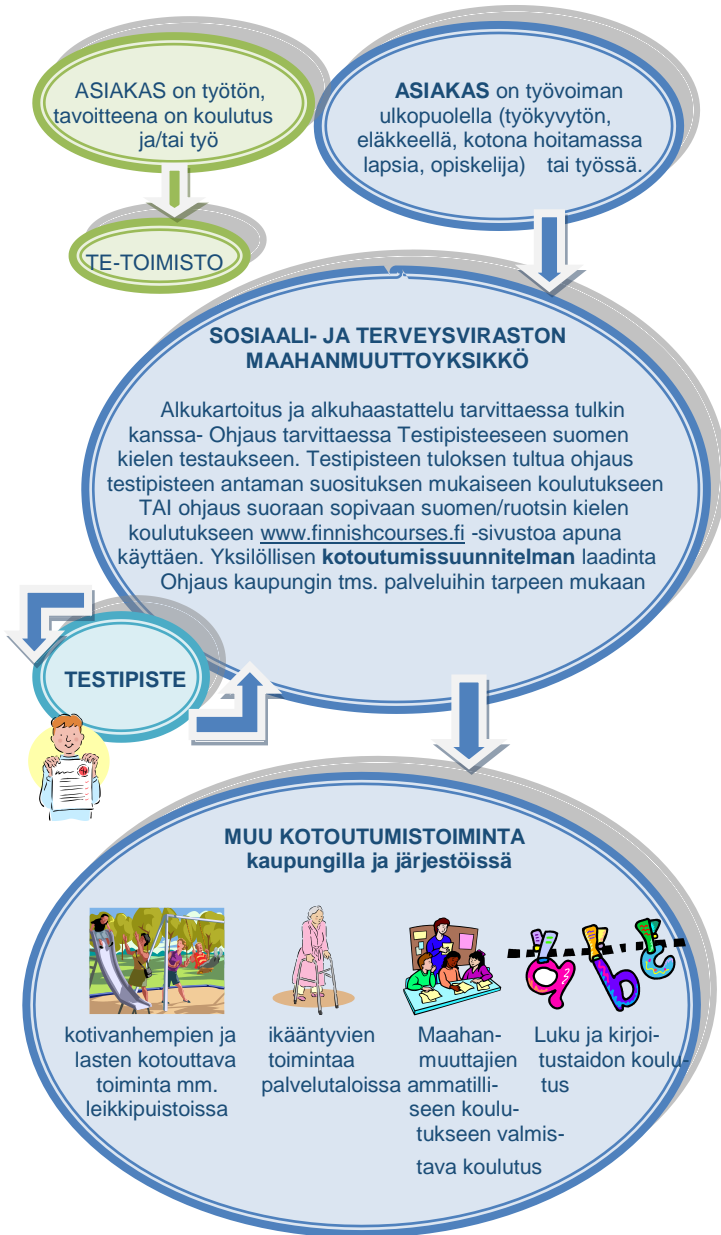 ASIAKAS on työtön,
tavoitteena on koulutus
ja/tai työ
ASIAKAS on työvoiman
ulkopuolella (työkyvytön,
eläkkeellä, kotona hoitamassa
lapsia, opiskelija) tai työssä.
TE-TOIMISTO
SOSIAALI- JA TERVEYSVIRASTON
MAAHANMUUTTOYKSIKKÖ
Alkukartoitus ja alkuhaastattelu tarvittaessa tulkin
kanssa- Ohjaus tarvittaessa Testipisteeseen suomen
kielen testaukseen. Testipisteen tuloksen tultua ohjaus
testipisteen antaman suosituksen mukaiseen koulutukseen
TAI ohjaus suoraan sopivaan suomen/ruotsin kielen
koulutukseen www.finnishcourses.fi -sivustoa apuna
käyttäen. Yksilöllisen kotoutumissuunnitelman laadinta
Ohjaus kaupungin tms. palveluihin tarpeen mukaan
TESTIPISTE
MUU KOTOUTUMISTOIMINTA
kaupungilla ja järjestöissä
a b c
kotivanhempien ja
lasten kotouttava
toiminta mm.
leikkipuistoissa
ikääntyvien
toimintaa
palvelutaloissa
Maahan-
muuttajien
ammatilli-
seen koulu-
tukseen valmis-
tava koulutus
Luku ja kirjoi-
tustaidon koulu-
tus